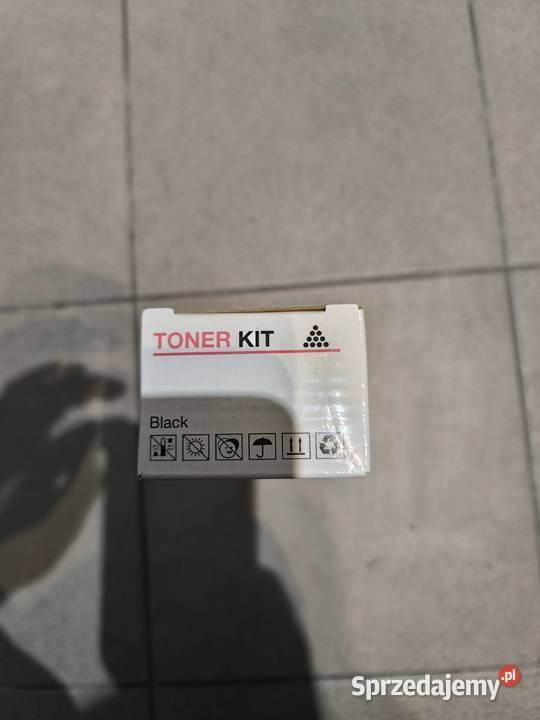 TONER KIT
Black
Sprzedajemy.pl